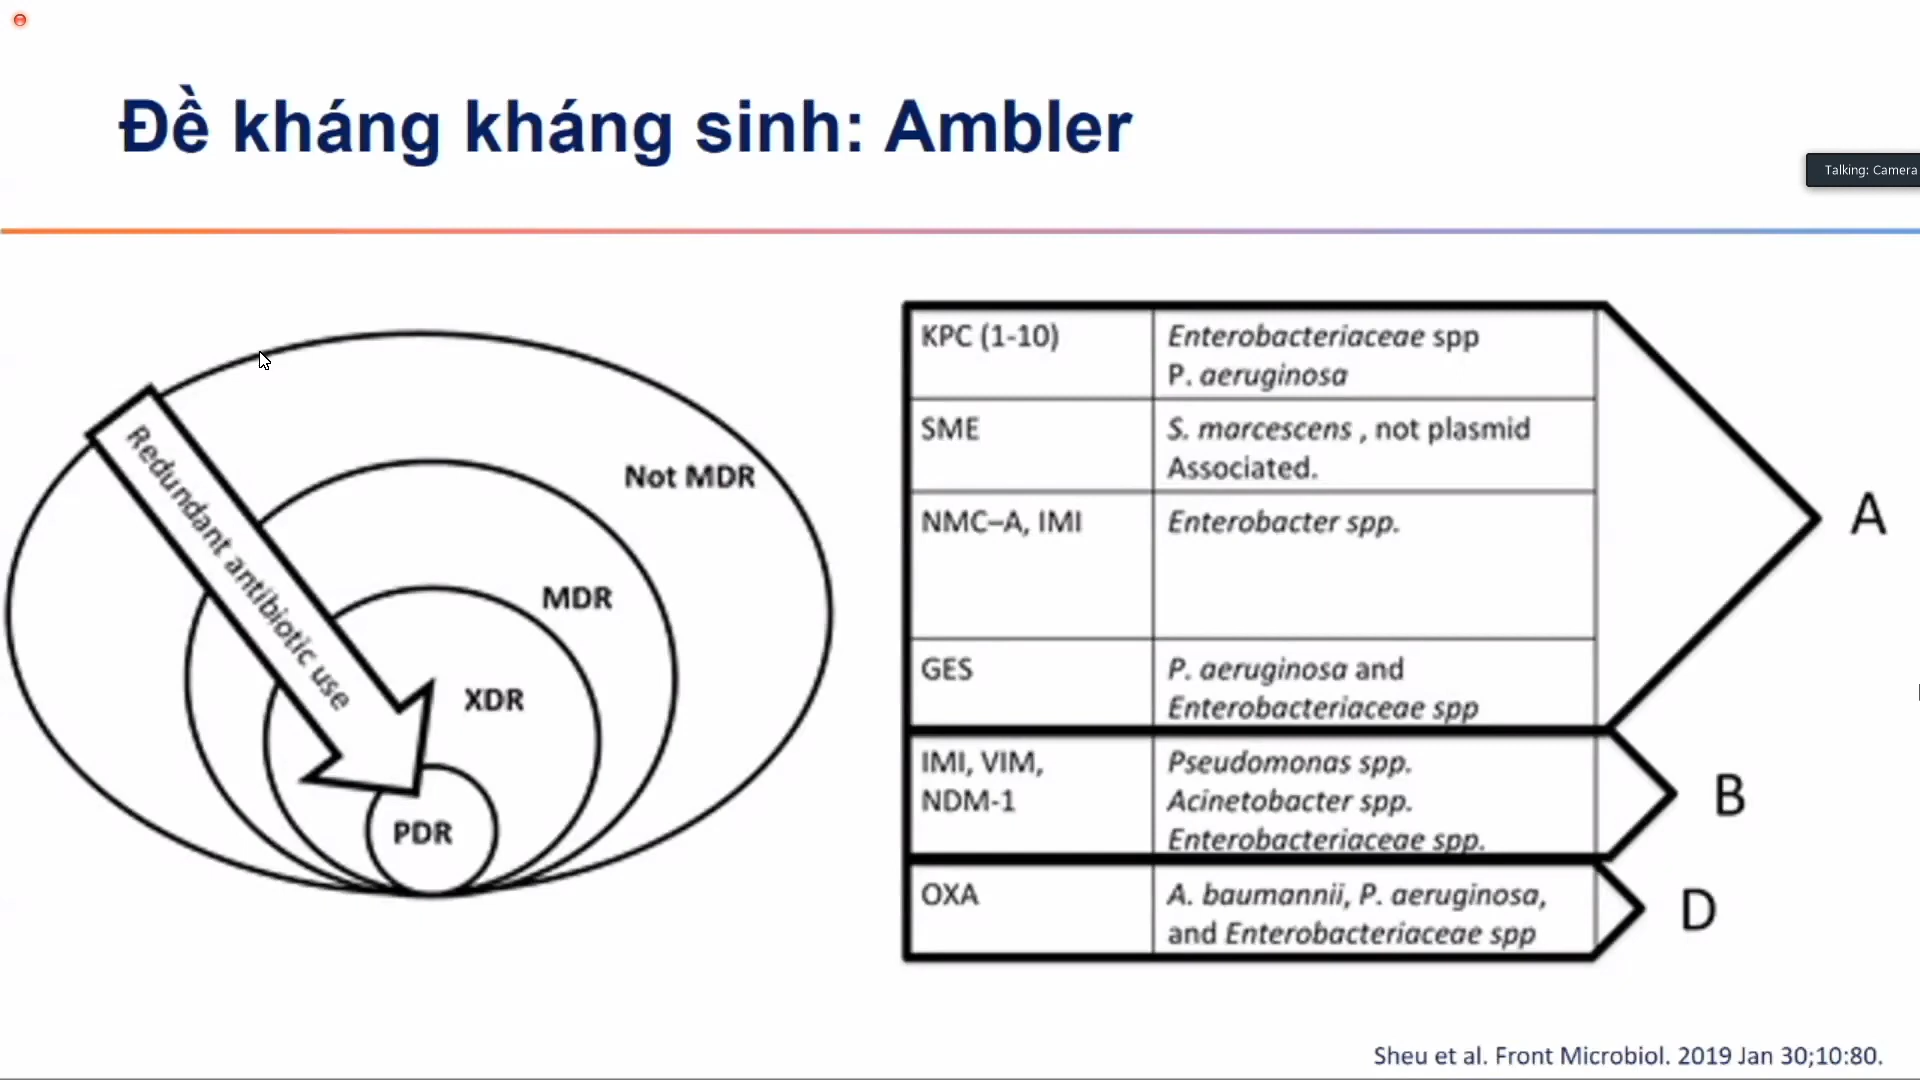 Đề kháng kháng sinh: Ambler
Talking: Camera
Redundant antibiotic use
Not MDR
MDR
XDR
PDR
KPC (1-10)
Enterobacteriaceae spp
P. aeruginosa
SME
S. marcescens , not plasmid
Associated.
NMC–A, IMI
Enterobacter spp.
GES
P. aeruginosa and
Enterobacteriaceae spp
A
IMI, VIM,
NDM-1
Pseudomonas spp.
Acinetobacter spp.
Enterobacteriaceae spp.
B
OXA
A. baumannii, P. aeruginosa,
and Enterobacteriaceae spp
D
Sheu et al. Front Microbiol. 2019 Jan 30;10:80.